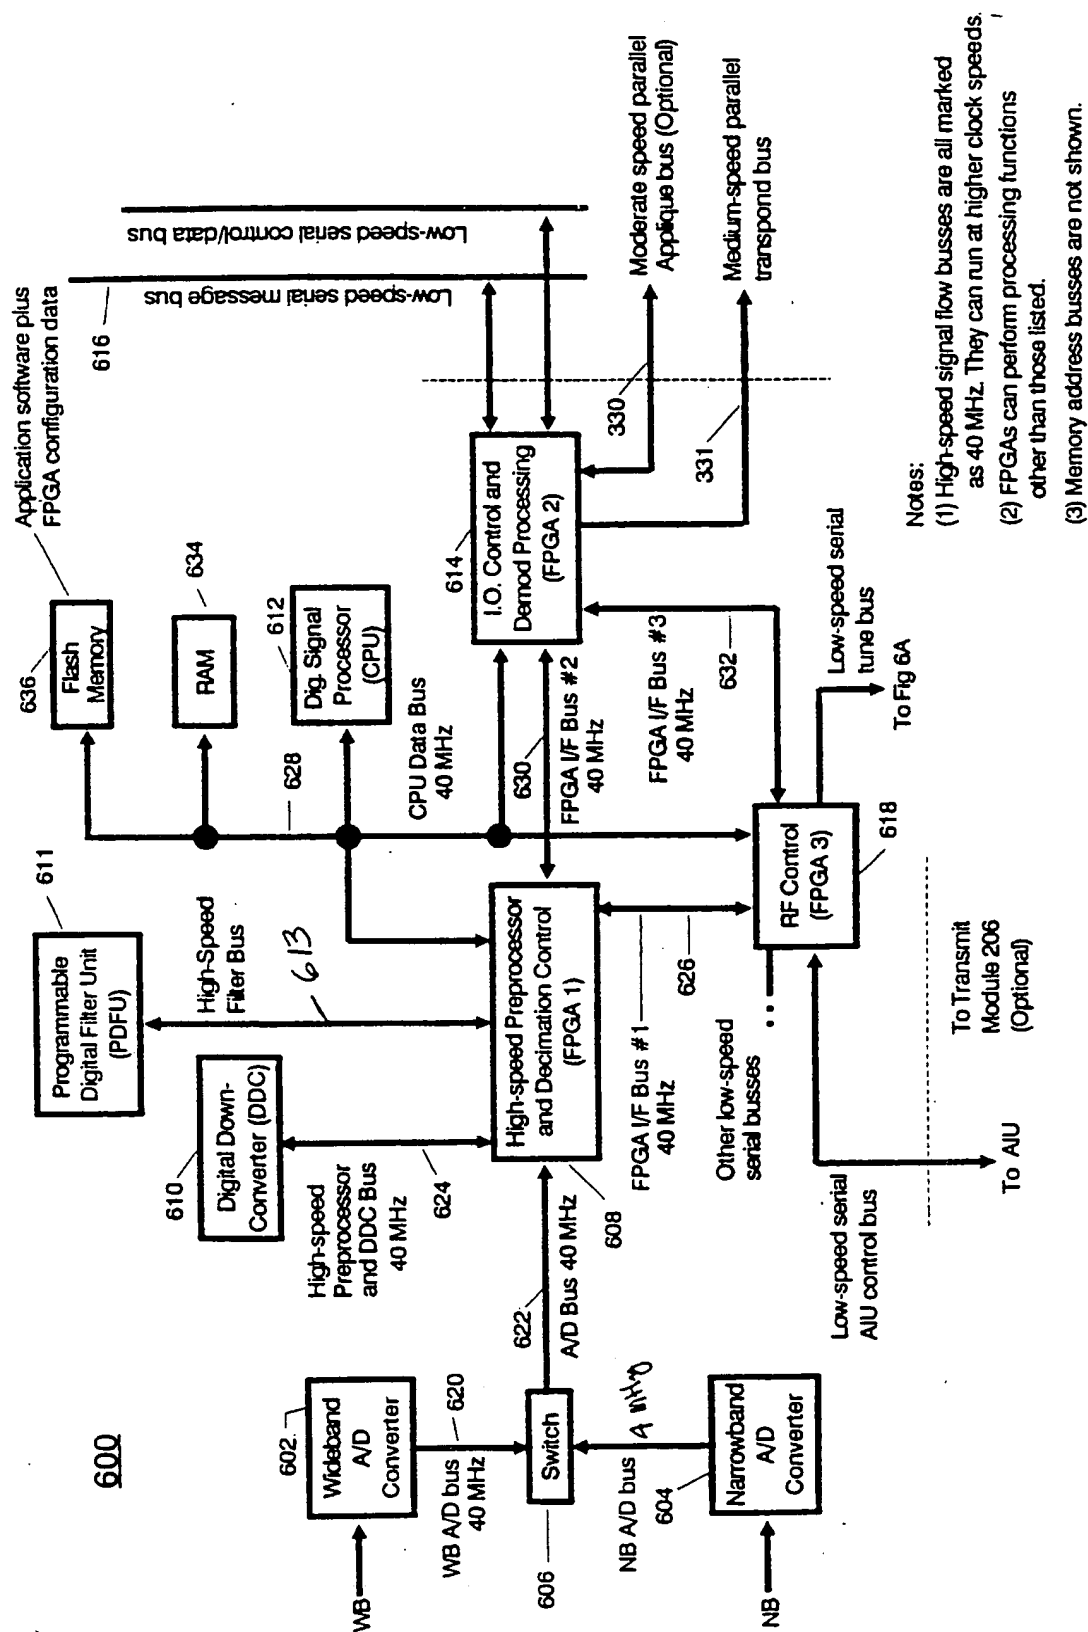 600
WB
602
Wideband
A/D
Converter
WB A/D bus
40 MHz
620
606
Switch
NB A/D bus
604
Narrowband
A/D
Converter
NB
622
A/D Bus 40 MHz
610
Digital Down-
Converter (DDC)
High-speed
Preprocessor
and DDC Bus
40 MHz
624
611
Programmable
Digital Filter Unit
(PDFU)
High-Speed
Filter Bus
613
High-speed Preprocessor
and Decimation Control
(FPGA 1)
608
FPGA I/F Bus #1
40 MHz
626
Other low-speed
serial busses
...
Low-speed serial
AIU control bus
To AIU
To Transmit
Module 206
(Optional)
RF Control
(FPGA 3)
618
Low-speed serial
tune bus
To Fig 6A
636
Flash
Memory
Application software plus
FPGA configuration data
634
RAM
628
612
Dig. Signal
Processor
(CPU)
CPU Data Bus
40 MHz
630
FPGA I/F Bus #2
40 MHz
FPGA I/F Bus #3
40 MHz
632
614
I.O. Control and
Demod Processing
(FPGA 2)
616
Low-speed serial message bus
Low-speed serial control/data bus
330
Moderate speed parallel
Applique bus (Optional)
331
Medium-speed parallel
transpond bus
Notes:
(1) High-speed signal flow busses are all marked
as 40 MHz. They can run at higher clock speeds.
(2) FPGAs can perform processing functions
other than those listed.
(3) Memory address busses are not shown.